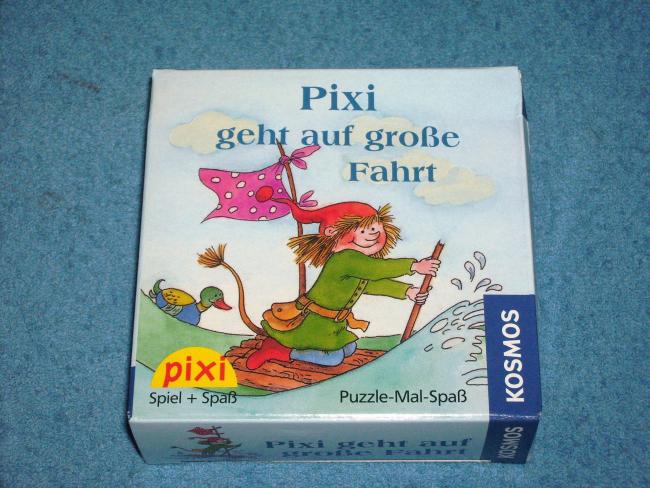 Pixi
geht auf große
Fahrt
pixi
Spiel + Spaß
Puzzle-Mal-Spaß
KOSMOS
Pixi geht auf
große Fahrt
KOSMOS